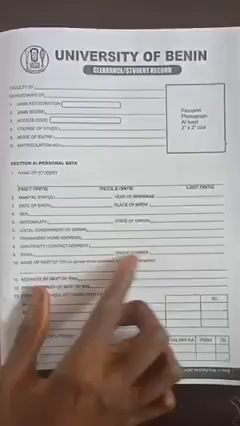 UNIVERSITY OF BENIN
CLEARANCE/STUDENT RECORD
FACULTY OF
DEPARTMENT OF
1. JAMB REGISTRATION
2. JAMB SCORE
3. ACCESS CODE
4. COURSE OF STUDY
5. MODE OF ENTRY
6. MATRICULATION NO
Passport
Photograph
At least
2" x 2" size
SECTION A: PERSONAL DATA
1. NAME OF STUDENT
FIRST NAME MIDDLE NAME LAST NAME
2. MARITAL STATUS YEAR OF MARRIAGE
3. DATE OF BIRTH PLACE OF BIRTH
4. SEX
5. NATIONALITY STATE OF ORIGIN
6. LOCAL GOVERNMENT OF ORIGIN
7. PERMANENT HOME ADDRESS
8. UNIVERSITY CONTACT ADDRESS
9. EMAIL PHONE NUMBER
10. NAME OF NEXT OF KIN
11. ADDRESS OF NEXT OF KIN
12. NEXT OF KIN
13.
TO